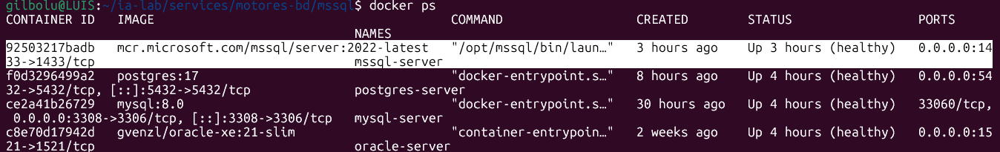 gilbolu@LUIS:~/ia-lab/services/motores-bd/mssql$ docker ps
CONTAINER ID   IMAGE                                        COMMAND                  CREATED        STATUS                 PORTS
                                               NAMES
92503217badb   mcr.microsoft.com/mssql/server:2022-latest   "/opt/mssql/bin/laun…"   3 hours ago    Up 3 hours (healthy)   0.0.0.0:14
33->1433/tcp                                   mssql-server
f0d3296499a2   postgres:17                                  "docker-entrypoint.s…"   8 hours ago    Up 4 hours (healthy)   0.0.0.0:54
32->5432/tcp, [::]:5432->5432/tcp              postgres-server
ce2a41b26729   mysql:8.0                                    "docker-entrypoint.s…"   30 hours ago   Up 4 hours (healthy)   33060/tcp,
 0.0.0.0:3308->3306/tcp, [::]:3308->3306/tcp   mysql-server
c8e70d17942d   gvenzl/oracle-xe:21-slim                     "container-entrypoin…"   2 weeks ago    Up 4 hours (healthy)   0.0.0.0:15
21->1521/tcp                                   oracle-server